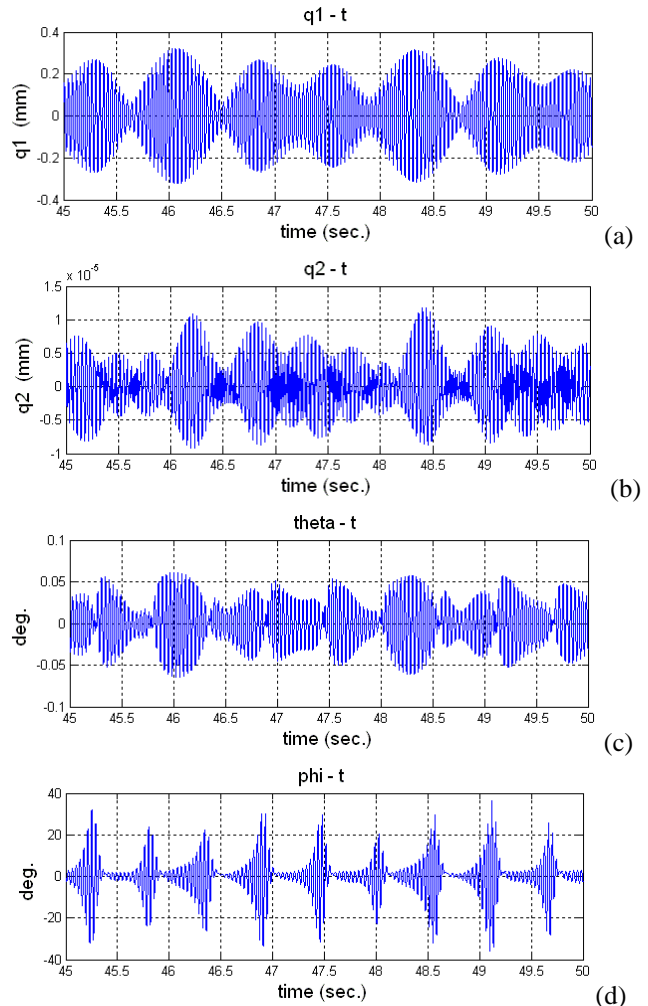 q1 - t
0.4
0.2
0
-0.2
-0.4
q1 (mm)
45 45.5 46 46.5 47 47.5 48 48.5 49 49.5 50
time (sec.)
(a)
x 10^-5
q2 - t
1.5
1
0.5
0
-0.5
-1
q2 (mm)
45 45.5 46 46.5 47 47.5 48 48.5 49 49.5 50
time (sec.)
(b)
theta - t
0.1
0.05
0
-0.05
-0.1
deg.
45 45.5 46 46.5 47 47.5 48 48.5 49 49.5 50
time (sec.)
(c)
phi - t
40
20
0
-20
-40
deg.
45 45.5 46 46.5 47 47.5 48 48.5 49 49.5 50
time (sec.)
(d)